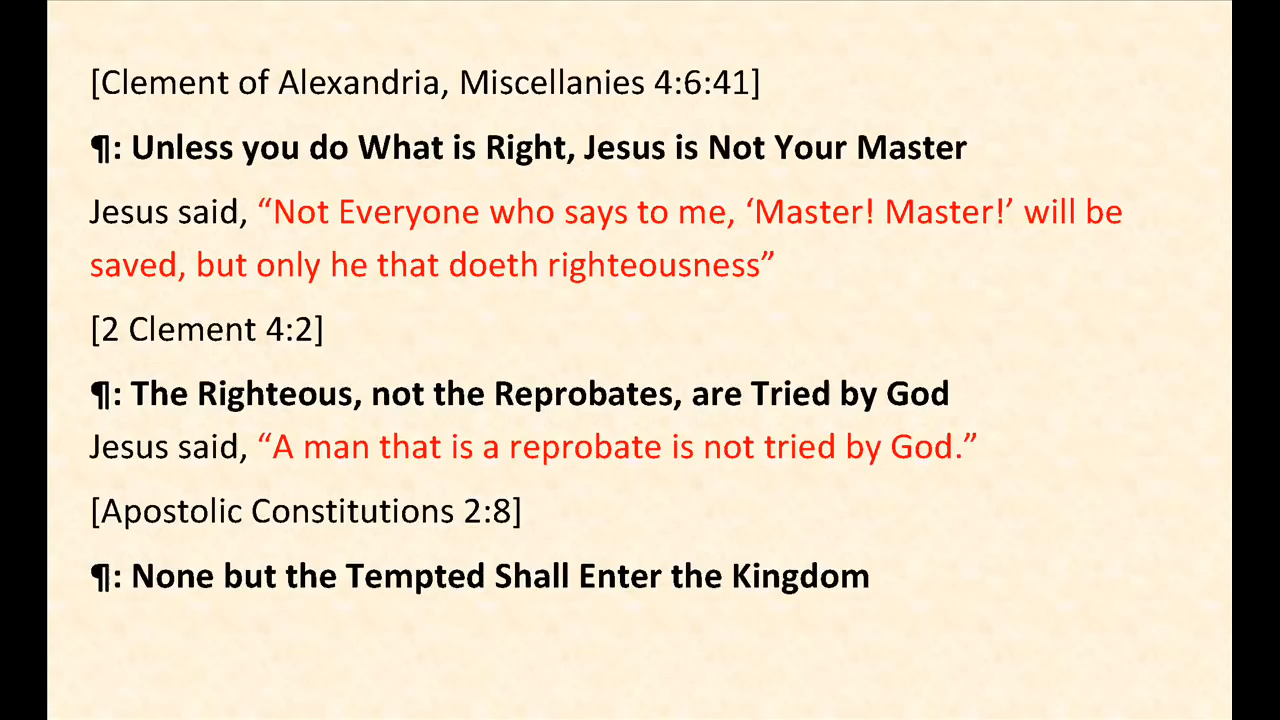 [Clement of Alexandria, Miscellanies 4:6:41]
¶: Unless you do What is Right, Jesus is Not Your Master
Jesus said, “Not Everyone who says to me, ‘Master! Master!’ will be
saved, but only he that doeth righteousness”
[2 Clement 4:2]
¶: The Righteous, not the Reprobates, are Tried by God
Jesus said, “A man that is a reprobate is not tried by God.”
[Apostolic Constitutions 2:8]
¶: None but the Tempted Shall Enter the Kingdom